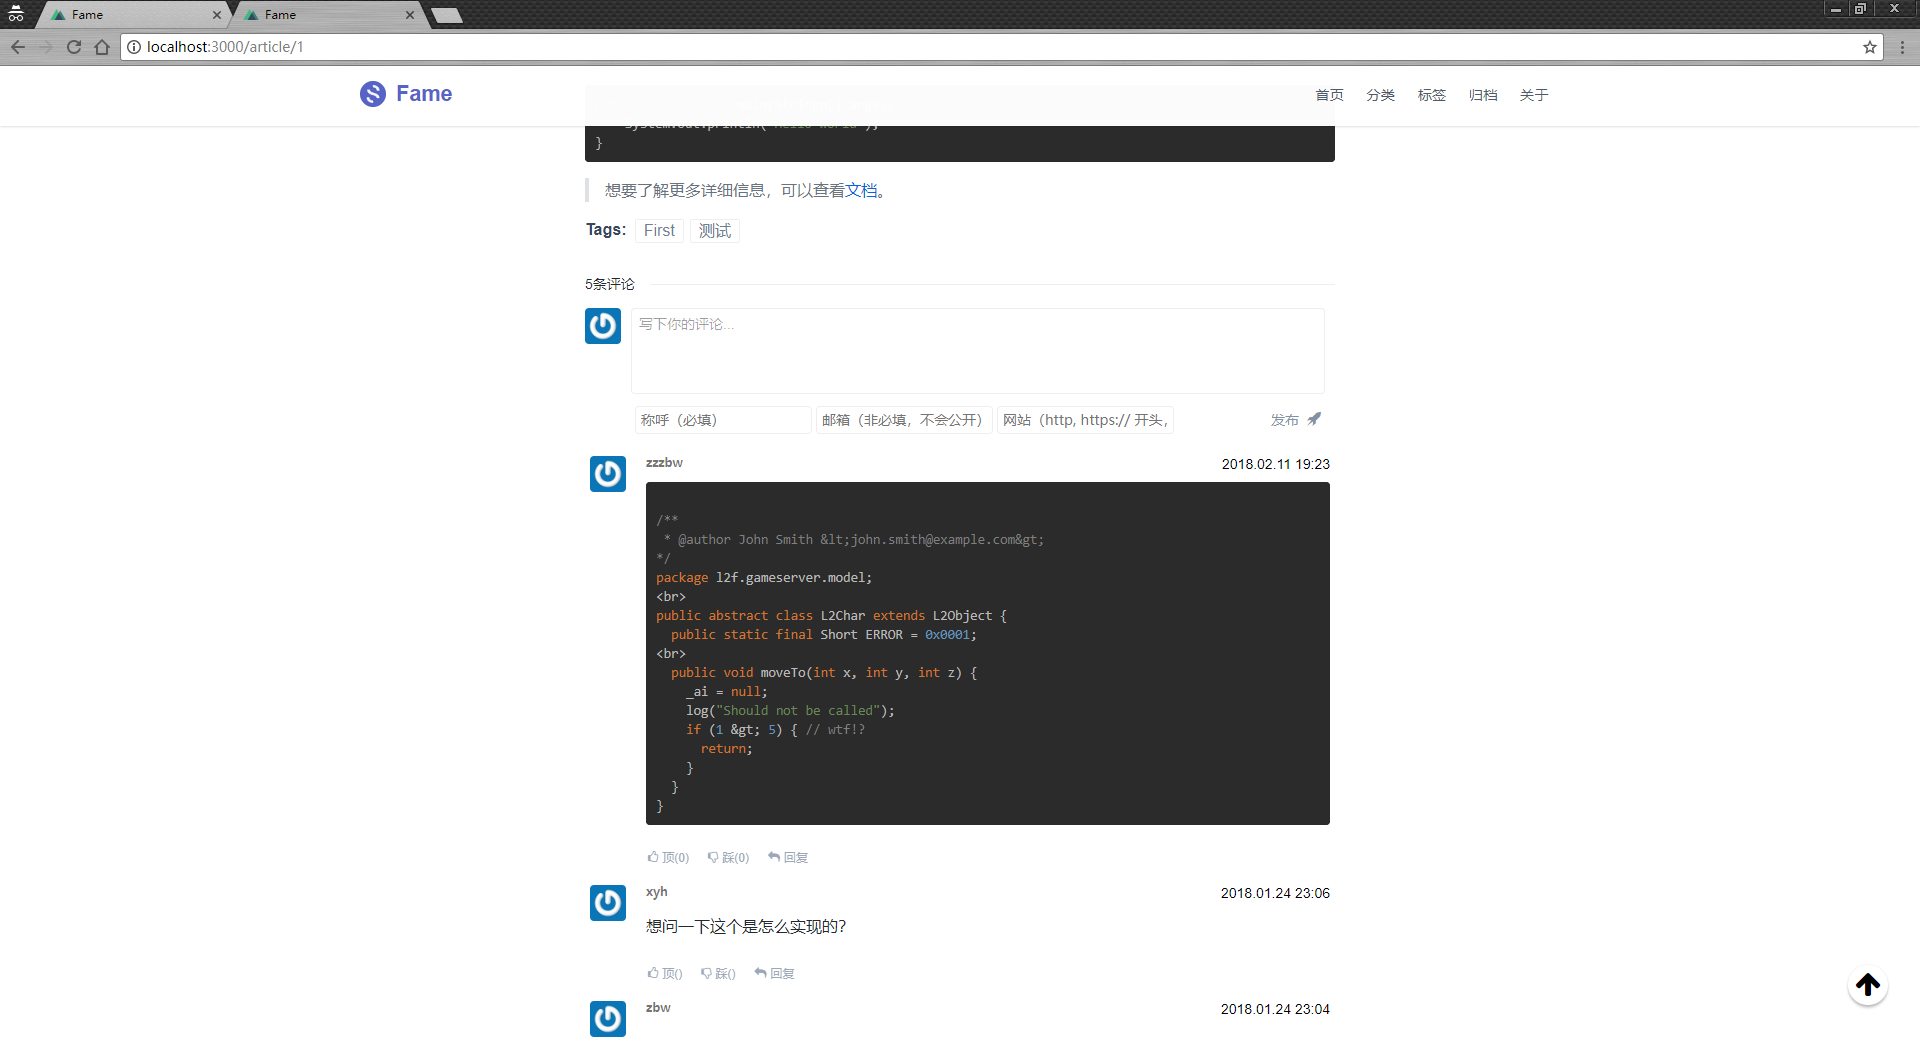 Fame
Fame
localhost:3000/article/1
Fame
首页 分类 标签 归档 关于
system.out.println("Hello World");
}
想要了解更多详细信息，可以查看文档。
Tags: First 测试
5条评论
写下你的评论...
称呼（必填） 邮箱（非必填，不会公开） 网站（http, https:// 开头， 发布
zzzbw 2018.02.11 19:23
/**
 * @author John Smith &lt;john.smith@example.com&gt;
*/
package l2f.gameserver.model;
<br>
public abstract class L2Char extends L2Object {
  public static final Short ERROR = 0x0001;
<br>
  public void moveTo(int x, int y, int z) {
    _ai = null;
    log("Should not be called");
    if (1 &gt; 5) { // wtf!?
      return;
    }
  }
}
顶(0) 踩(0) 回复
xyh 2018.01.24 23:06
想问一下这个是怎么实现的?
顶() 踩() 回复
zbw 2018.01.24 23:04